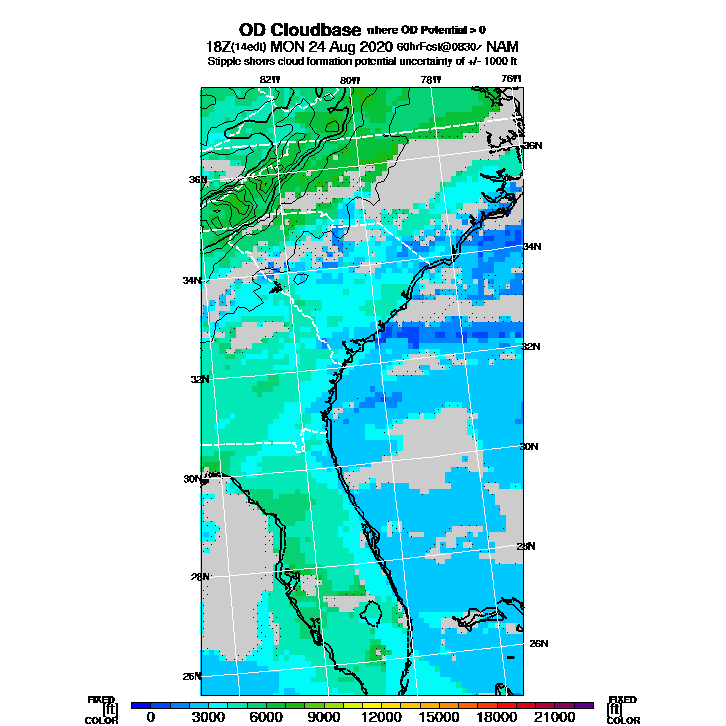 OD Cloudbase where OD Potential > 0
18Z(14edt) MON 24 Aug 2020 60hrFcst@0830z NAM
Stipple shows cloud formation potential uncertainty of +/- 1000 ft
82W 80W 78W 76W
36N
36N
34N
34N
32N
32N
30N
30N
28N
28N
26N
26N
FIXED FIXED
[ft] [ft]
COLOR 0 3000 6000 9000 12000 15000 18000 21000 COLOR